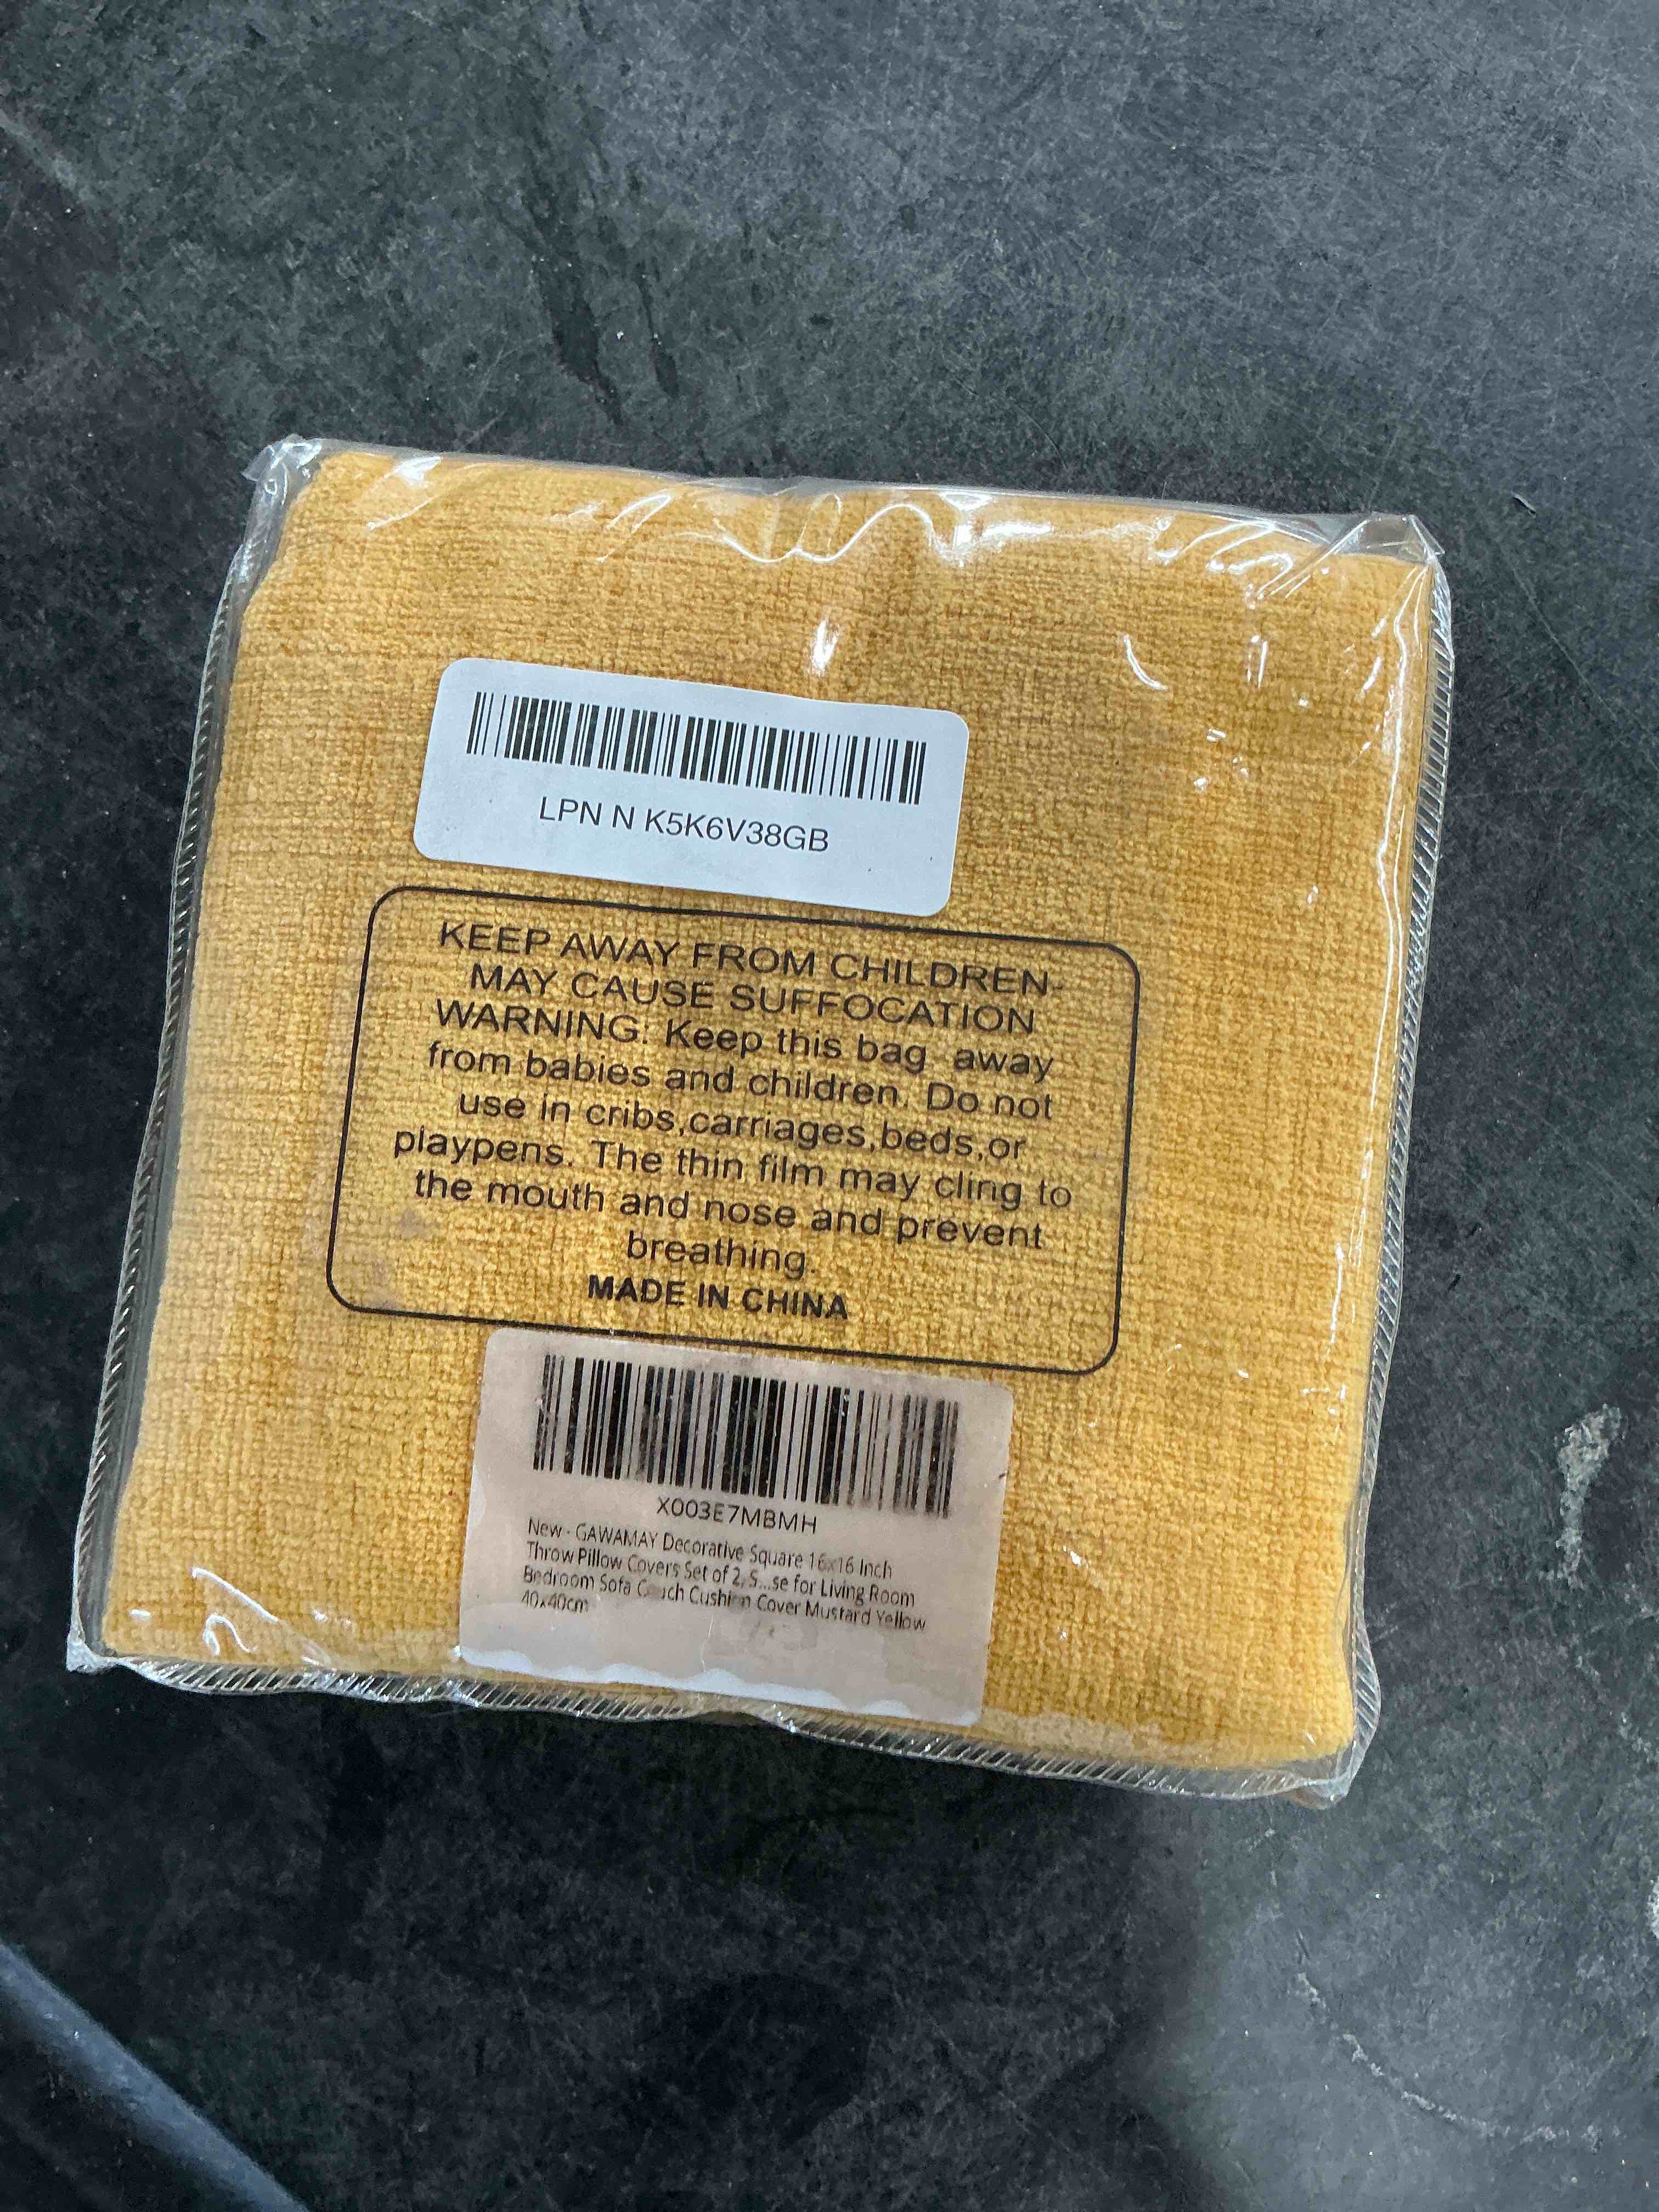 LPN N K5K6V38GB
KEEP AWAY FROM CHILDREN-
MAY CAUSE SUFFOCATION
WARNING: Keep this bag away
from babies and children. Do not
use in cribs,carriages,beds,or
playpens. The thin film may cling to
the mouth and nose and prevent
breathing.
MADE IN CHINA
X003E7MBMH
New - GAWAMAY Decorative Square 16x16 Inch
Throw Pillow Covers Set of 2, S...se for Living Room
Bedroom Sofa Couch Cushion Cover Mustard Yellow
40x40cm